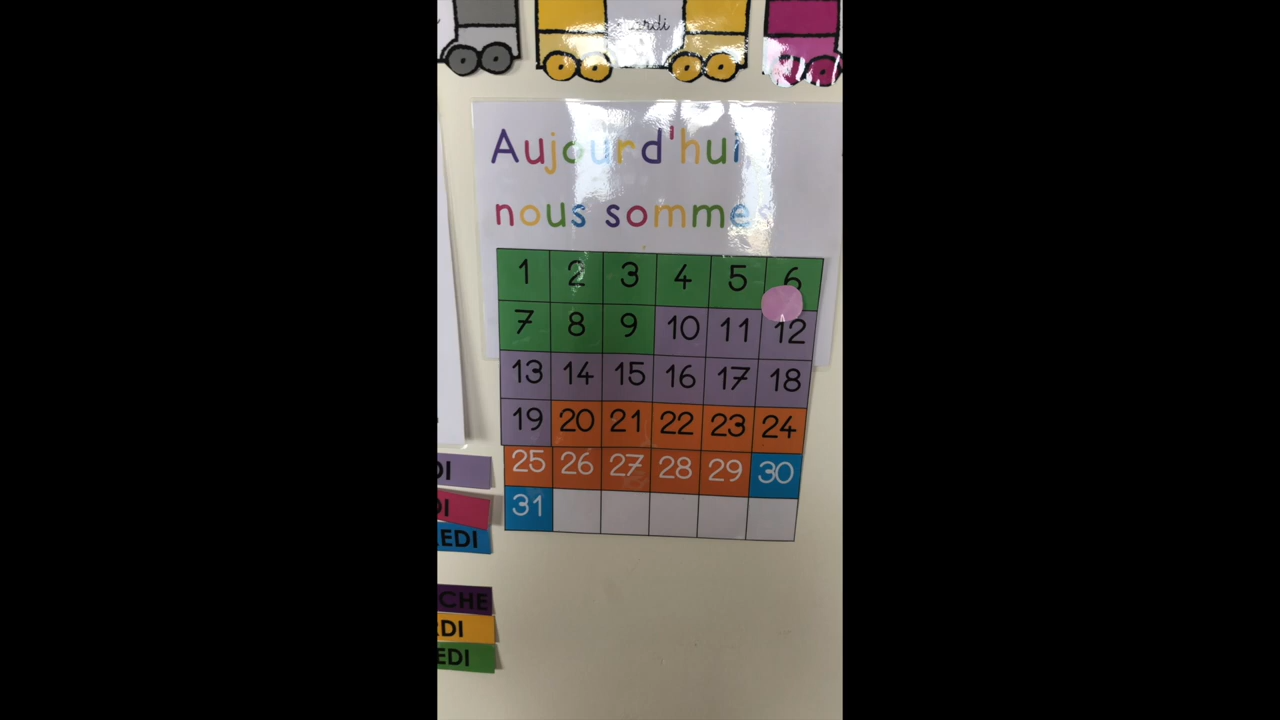 Aujourd'hui
nous sommes
1 2 3 4 5 6
7 8 9 10 11 12
13 14 15 16 17 18
19 20 21 22 23 24
25 26 27 28 29 30
31
DI
DI
EDI
CHE
RDI
EDI